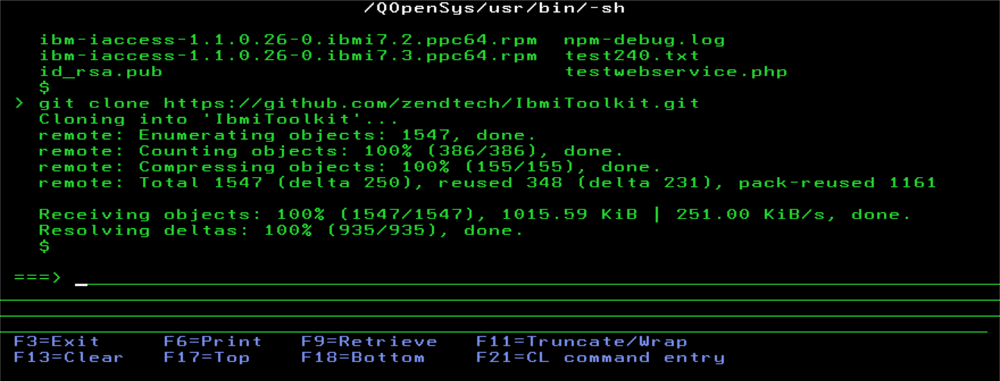 /QOpenSys/usr/bin/-sh
ibm-iaccess-1.1.0.26-0.ibmi7.2.ppc64.rpm npm-debug.log
ibm-iaccess-1.1.0.26-0.ibmi7.3.ppc64.rpm test240.txt
id_rsa.pub testwebservice.php
$
> git clone https://github.com/zendtech/IbmiToolkit.git
Cloning into 'IbmiToolkit'...
remote: Enumerating objects: 1547, done.
remote: Counting objects: 100% (386/386), done.
remote: Compressing objects: 100% (155/155), done.
remote: Total 1547 (delta 250), reused 348 (delta 231), pack-reused 1161
Receiving objects: 100% (1547/1547), 1015.59 KiB | 251.00 KiB/s, done.
Resolving deltas: 100% (935/935), done.
$
===> _
F3=Exit F6=Print F9=Retrieve F11=Truncate/Wrap
F13=Clear F17=Top F18=Bottom F21=CL command entry